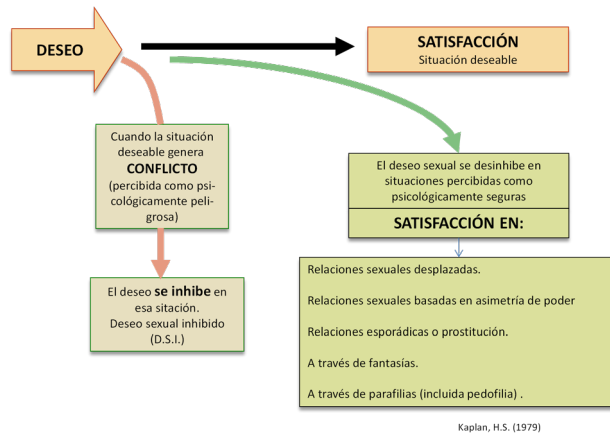 DESEO
SATISFACCIÓN
Situación deseable
Cuando la situación
deseable genera
CONFLICTO
(percibida como psi-
cológicamente peli-
grosa)
El deseo se inhibe en
esa sitación.
Deseo sexual inhibido
(D.S.I.)
El deseo sexual se desinhibe en
situaciones percibidas como
psicológicamente seguras
SATISFACCIÓN EN:
Relaciones sexuales desplazadas.
Relaciones sexuales basadas en asimetría de poder
Relaciones esporádicas o prostitución.
A través de fantasías.
A través de parafilias (incluida pedofilia) .
Kaplan, H.S. (1979)